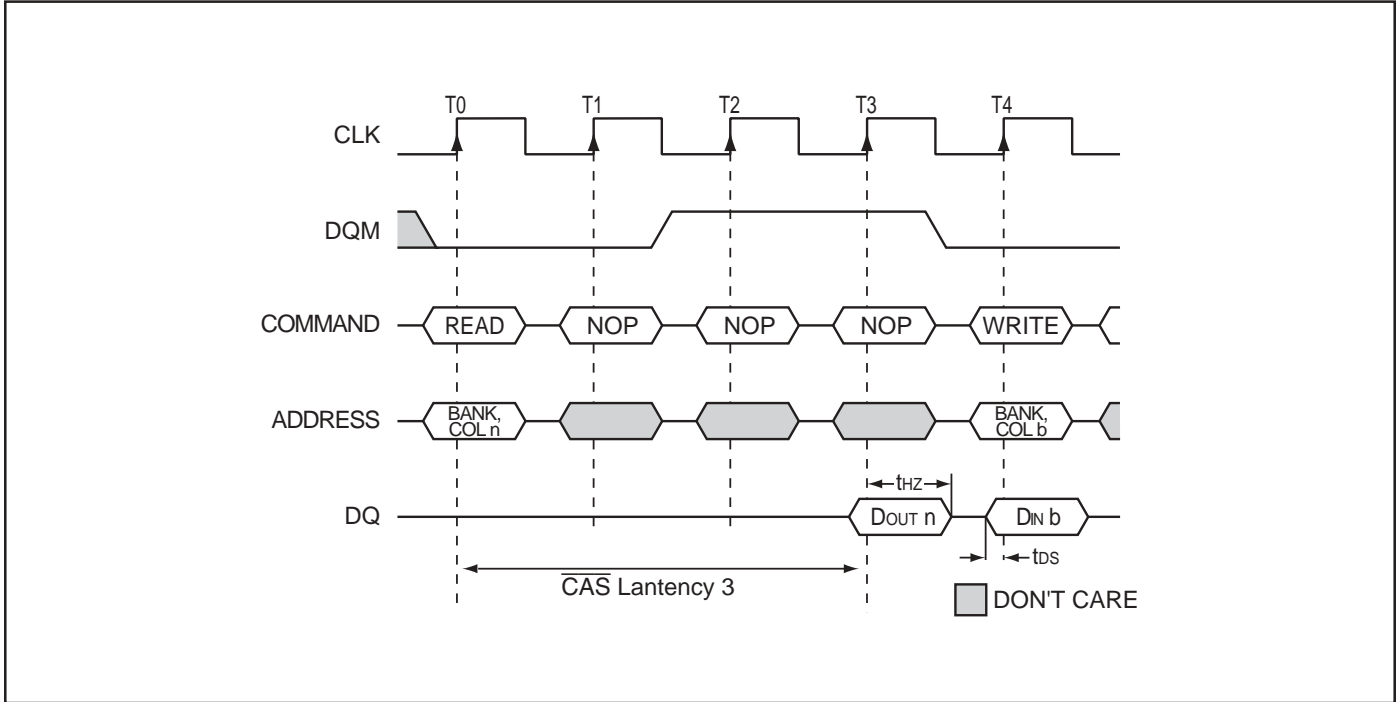 T0 T1 T2 T3 T4
CLK
DQM
COMMAND READ NOP NOP NOP WRITE
ADDRESS BANK, COL n BANK, COL b
tHZ
DQ DOUT n DIN b
tDS
CAS Lantency 3
DON'T CARE